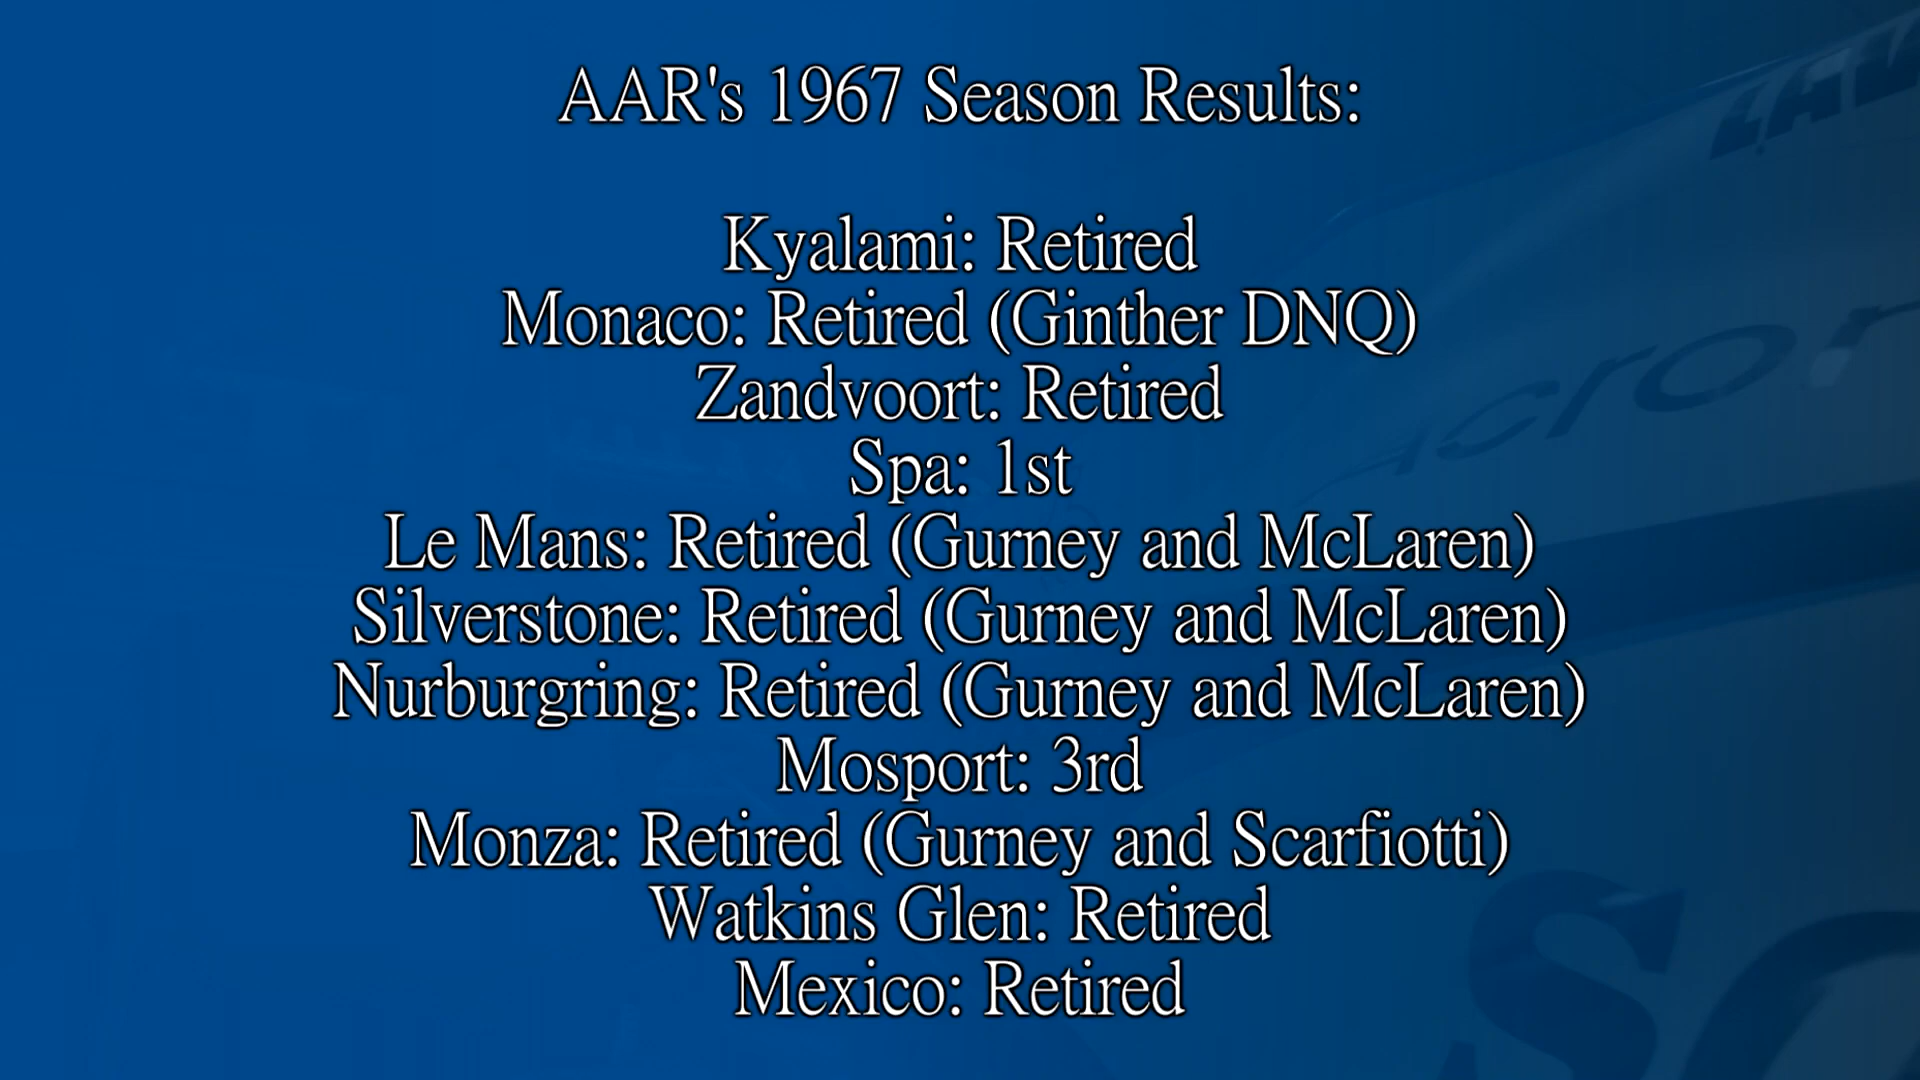 AAR's 1967 Season Results:
Kyalami: Retired
Monaco: Retired (Ginther DNQ)
Zandvoort: Retired
Spa: 1st
Le Mans: Retired (Gurney and McLaren)
Silverstone: Retired (Gurney and McLaren)
Nurburgring: Retired (Gurney and McLaren)
Mosport: 3rd
Monza: Retired (Gurney and Scarfiotti)
Watkins Glen: Retired
Mexico: Retired